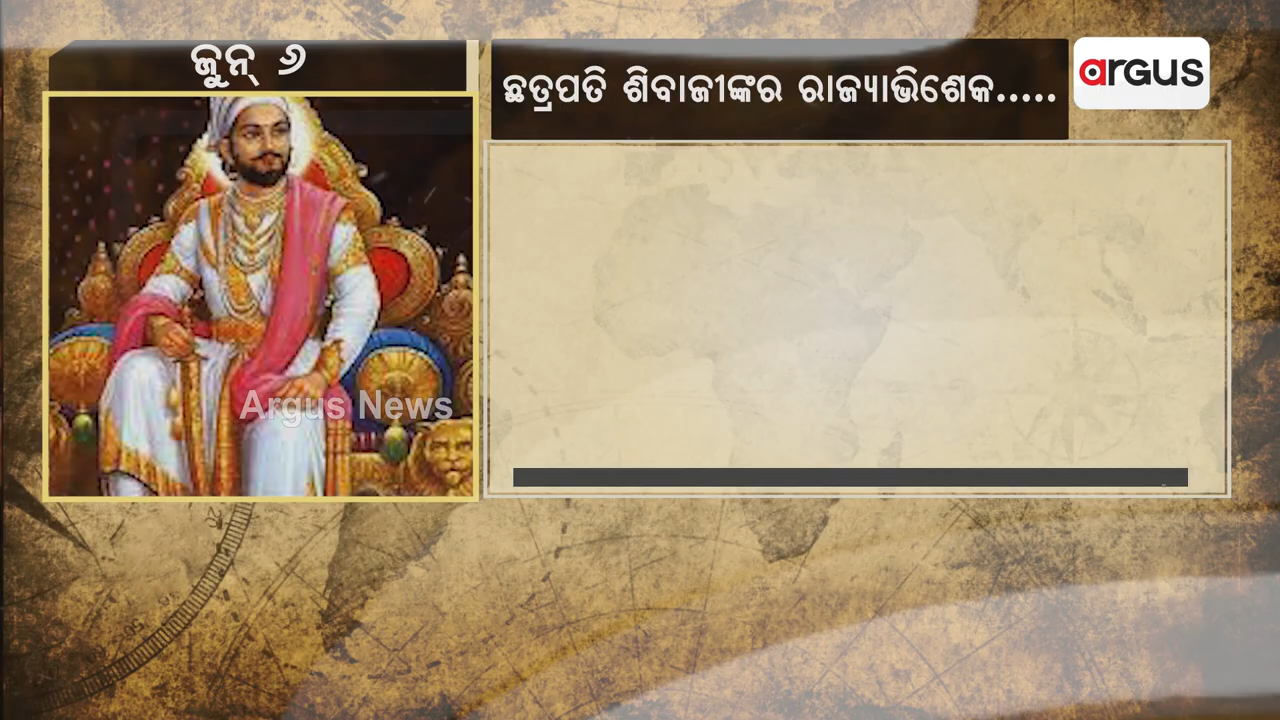 ଜୁନ୍ ୬
ଛତ୍ରପତି ଶିବାଜୀଙ୍କର ରାଜ୍ୟାଭିଶେକ.....
argus
Argus News